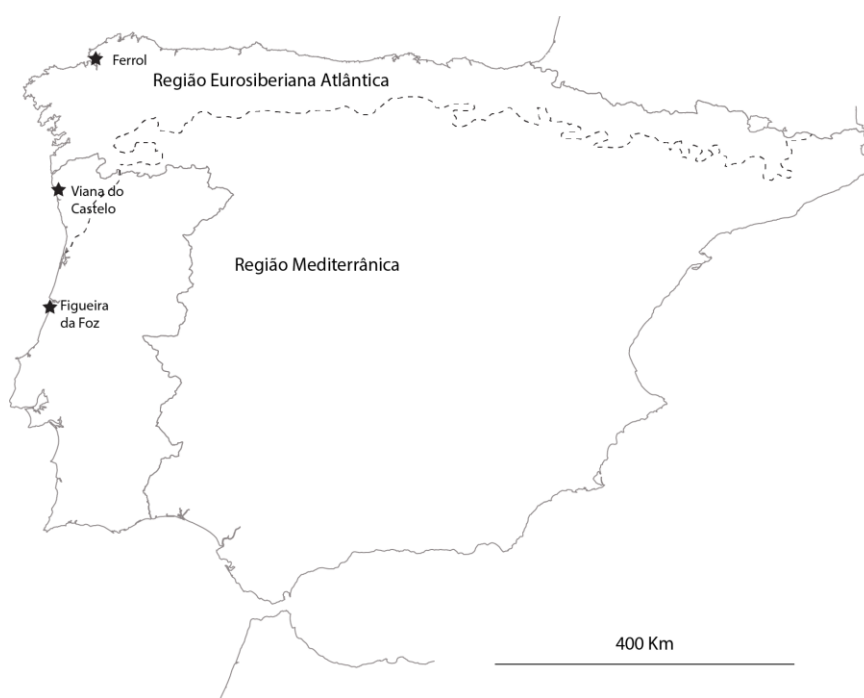 Ferrol
Região Eurosiberiana Atlântica
Viana do
Castelo
Região Mediterrânica
Figueira
da Foz
400 Km